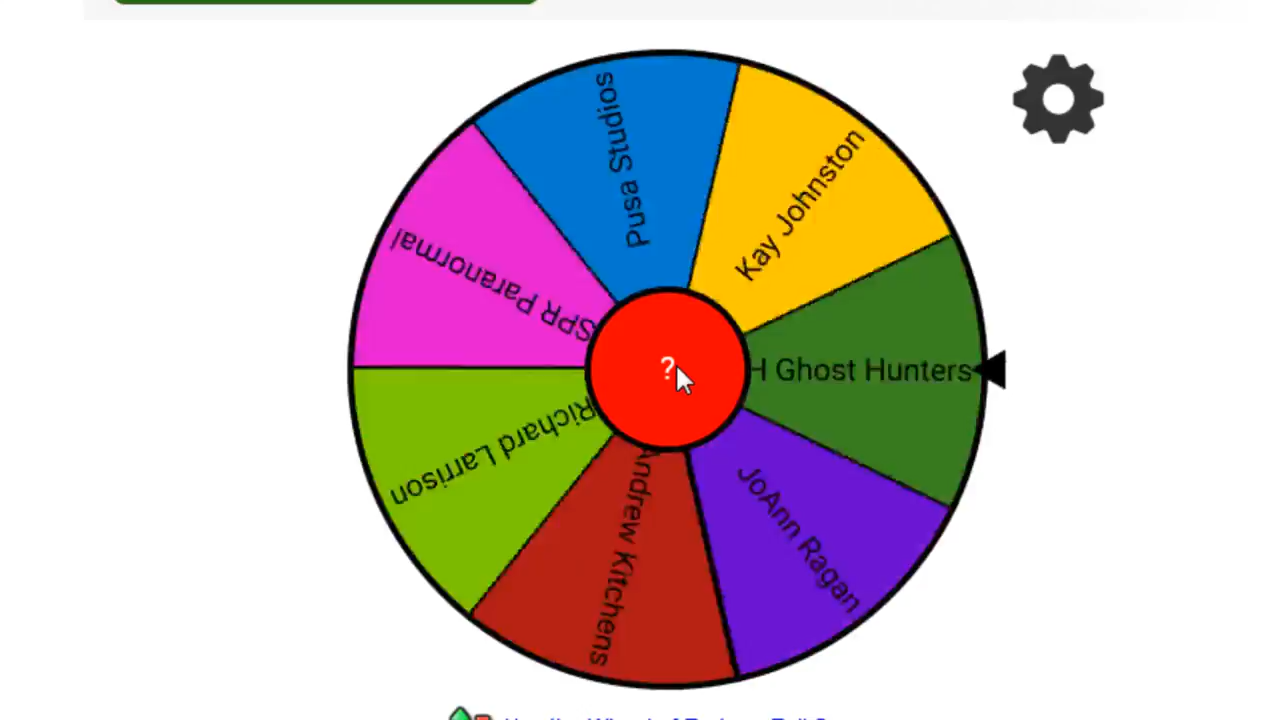 Pusa Studios
Kay Johnston
SPR Paranormal
?
H Ghost Hunters
Richard Larrison
Andrew Kitchens
JoAnn Ragan